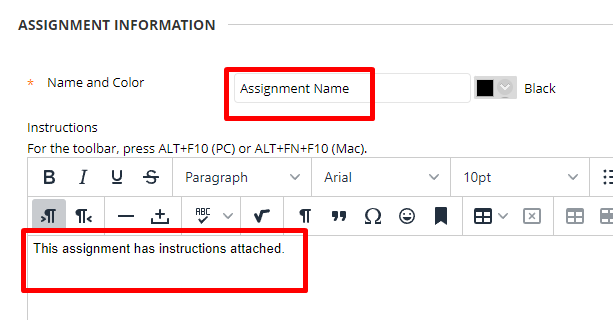 ASSIGNMENT INFORMATION
* Name and Color Assignment Name Black
Instructions
For the toolbar, press ALT+F10 (PC) or ALT+FN+F10 (Mac).
B I U S Paragraph Arial 10pt
ABC
This assignment has instructions attached.